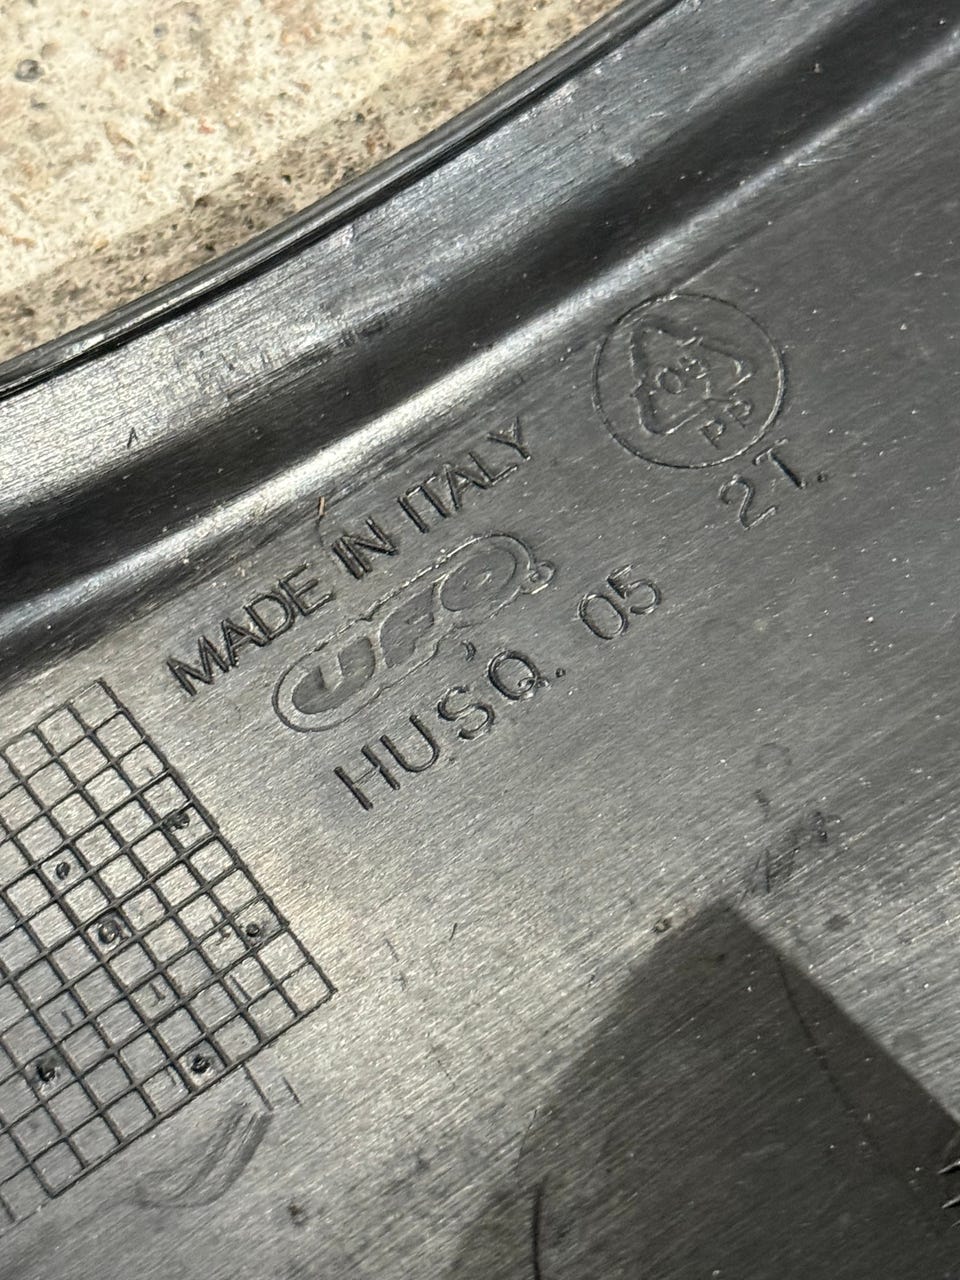 05
PP
2T.
MADE IN ITALY
UFO
HUSQ. 05